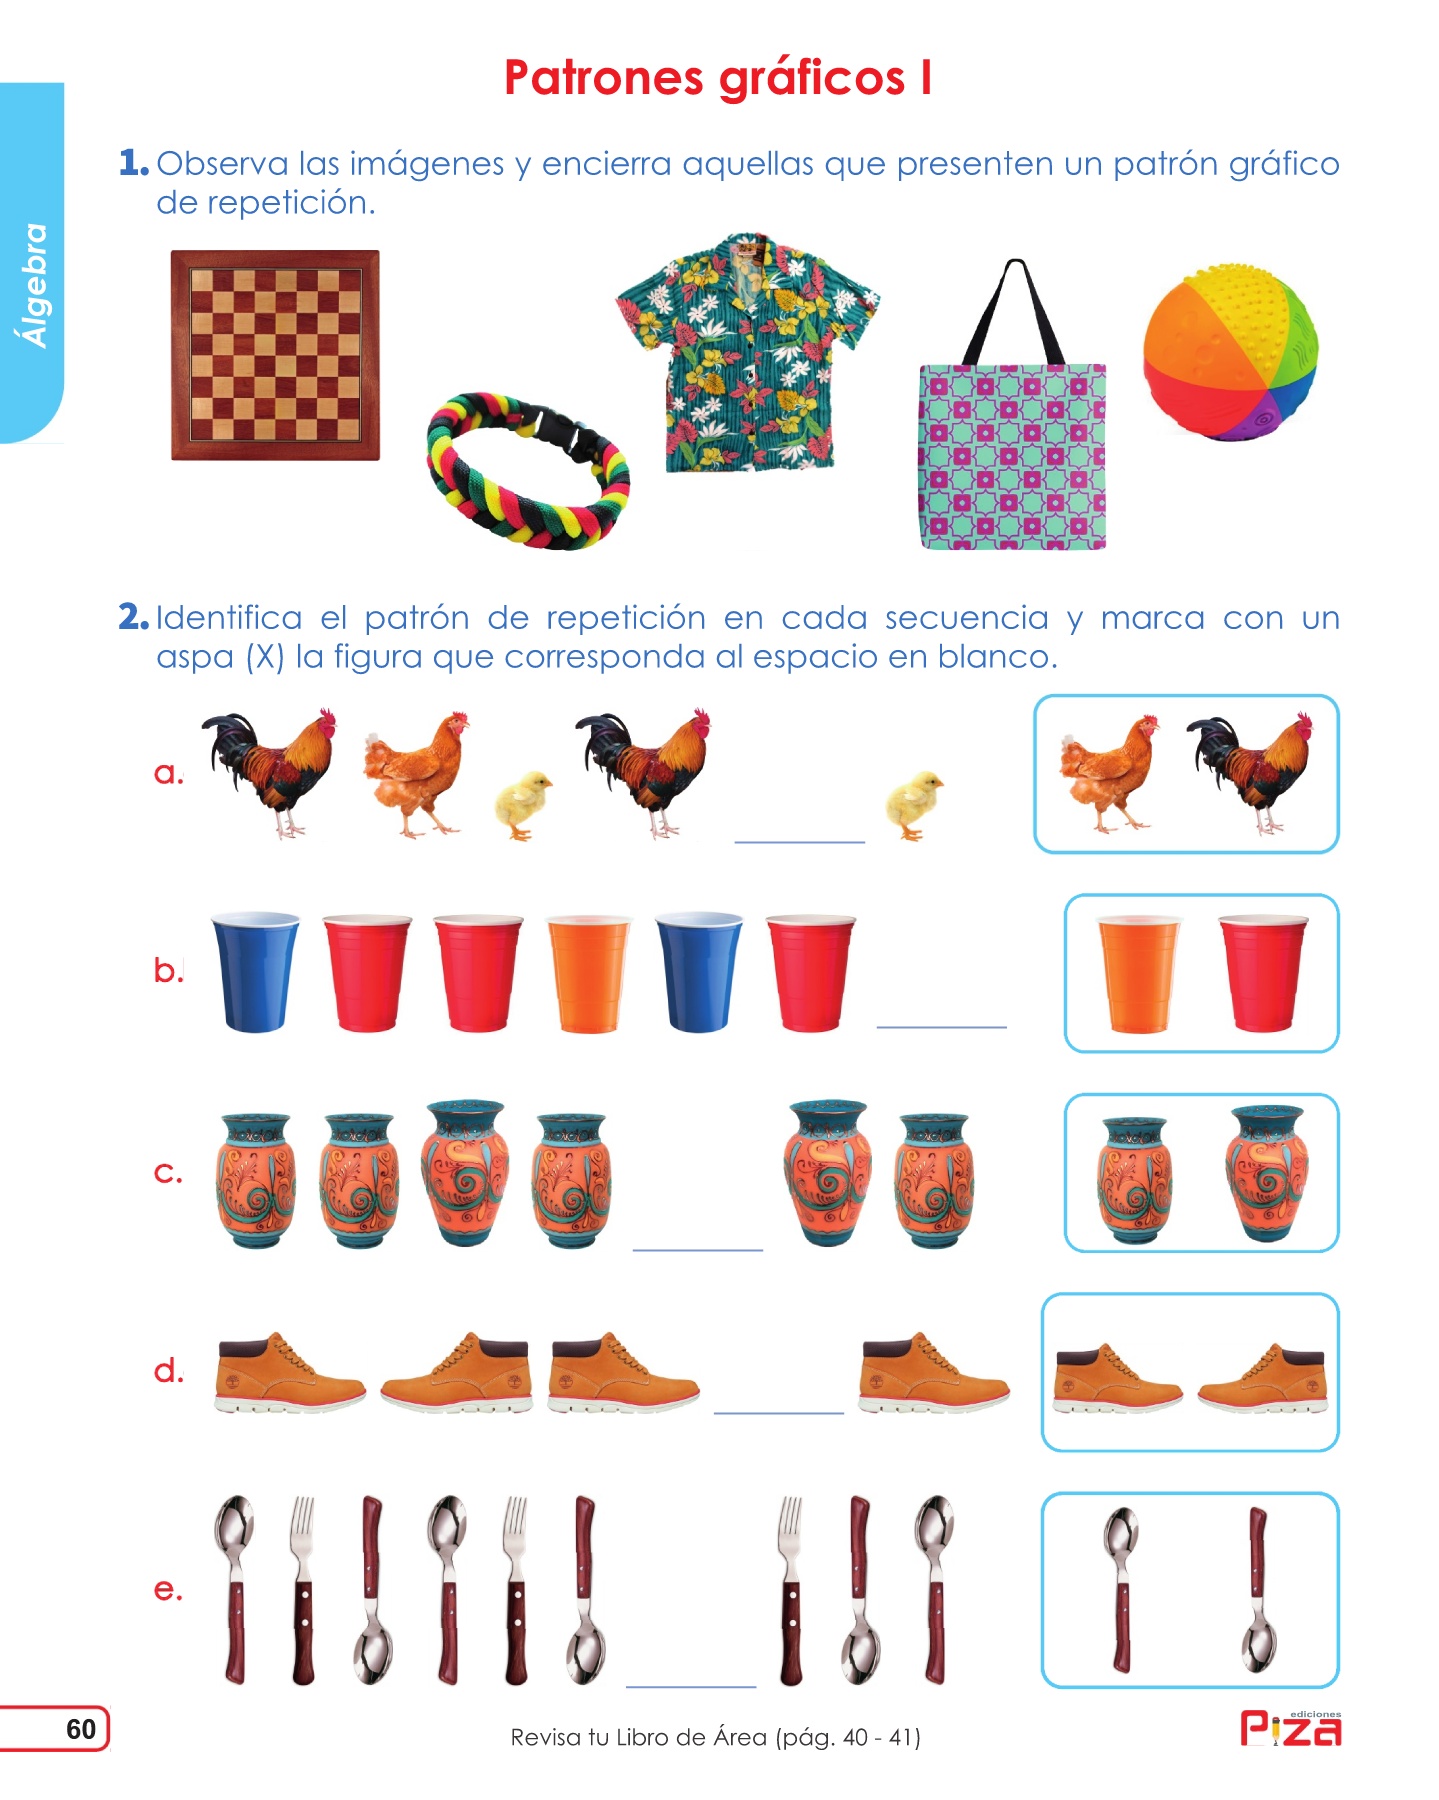 Patrones gráficos I
Álgebra
1. Observa las imágenes y encierra aquellas que presenten un patrón gráfico
de repetición.
2. Identifica el patrón de repetición en cada secuencia y marca con un
aspa (X) la figura que corresponda al espacio en blanco.
a.
b.
c.
d.
e.
60
Revisa tu Libro de Área (pág. 40 - 41)
ediciones
Piza